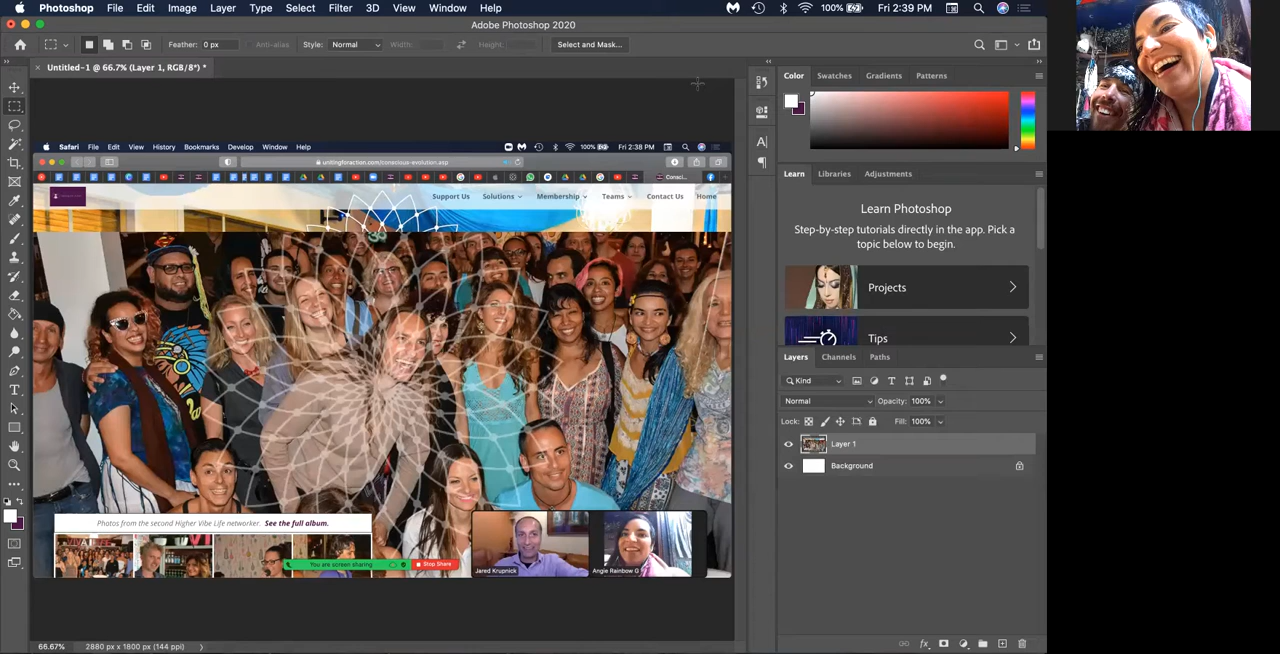 Photoshop File Edit Image Layer Type Select Filter 3D View Window Help 100% Fri 2:39 PM
Adobe Photoshop 2020
Feather: 0 px Anti-alias Style: Normal Width: Height: Select and Mask...
Untitled-1 @ 66.7% (Layer 1, RGB/8*) *
Color Swatches Gradients Patterns
Safari File Edit View History Bookmarks Develop Window Help 100% Fri 2:38 PM
unitingforaction.com/conscious-evolution.asp
Consci...
Support Us Solutions Membership Teams Contact Us Home
Learn Libraries Adjustments
Learn Photoshop
Step-by-step tutorials directly in the app. Pick a
topic below to begin.
Projects
Tips
Layers Channels Paths
Kind
Normal Opacity: 100%
Lock: Fill: 100%
Layer 1
Background
Photos from the second Higher Vibe Life networker. See the full album.
You are screen sharing Stop Share
Jared Krupnick Angie Rainbow G
66.67% 2880 px x 1800 px (144 ppi)